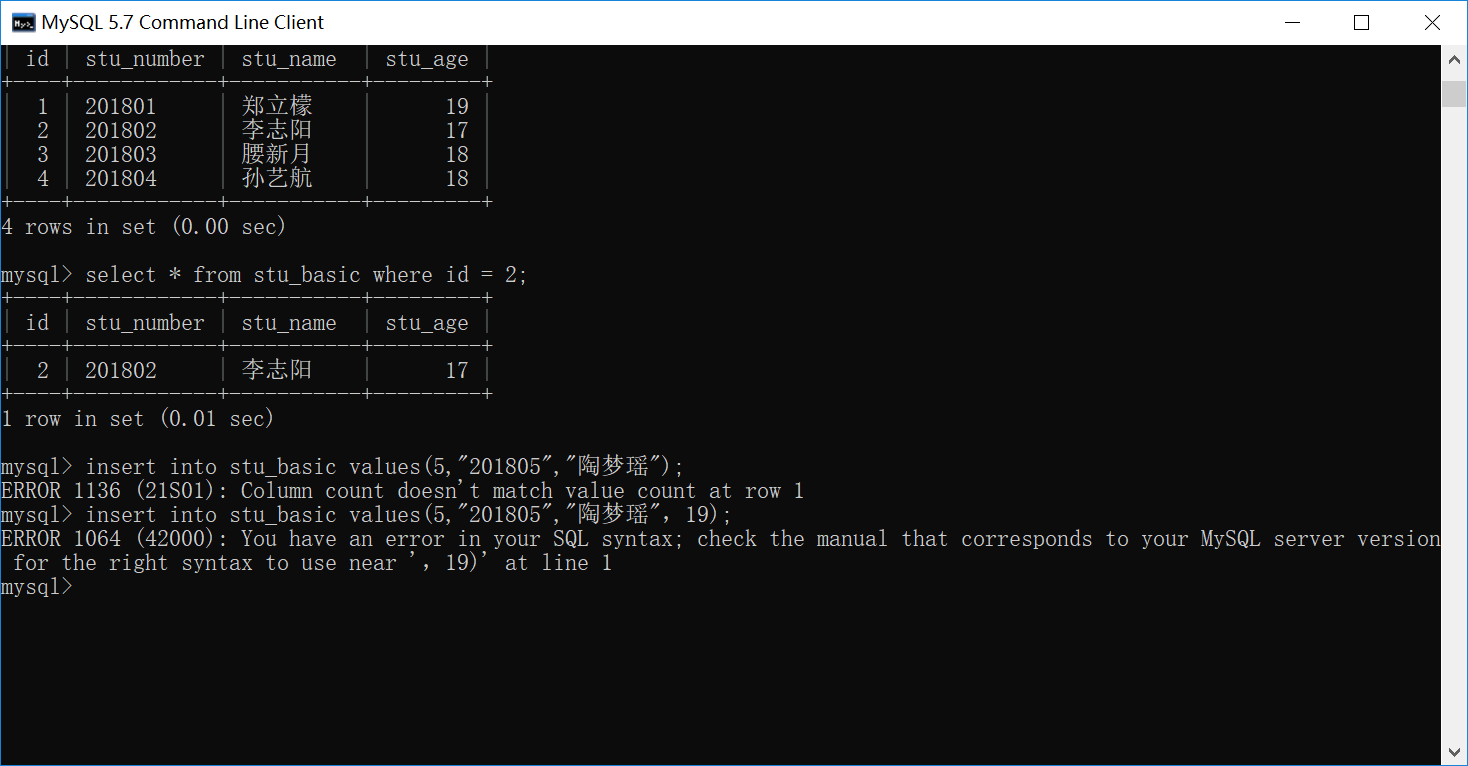 MySQL 5.7 Command Line Client
| id | stu_number | stu_name  | stu_age |
+----+------------+-----------+---------+
|  1 | 201801     | 郑立檬    |      19 |
|  2 | 201802     | 李志阳    |      17 |
|  3 | 201803     | 腰新月    |      18 |
|  4 | 201804     | 孙艺航    |      18 |
+----+------------+-----------+---------+
4 rows in set (0.00 sec)
mysql> select * from stu_basic where id = 2;
+----+------------+-----------+---------+
| id | stu_number | stu_name  | stu_age |
+----+------------+-----------+---------+
|  2 | 201802     | 李志阳    |      17 |
+----+------------+-----------+---------+
1 row in set (0.01 sec)
mysql> insert into stu_basic values(5,"201805","陶梦瑶");
ERROR 1136 (21S01): Column count doesn't match value count at row 1
mysql> insert into stu_basic values(5,"201805","陶梦瑶"，19);
ERROR 1064 (42000): You have an error in your SQL syntax; check the manual that corresponds to your MySQL server version
 for the right syntax to use near '，19)' at line 1
mysql>